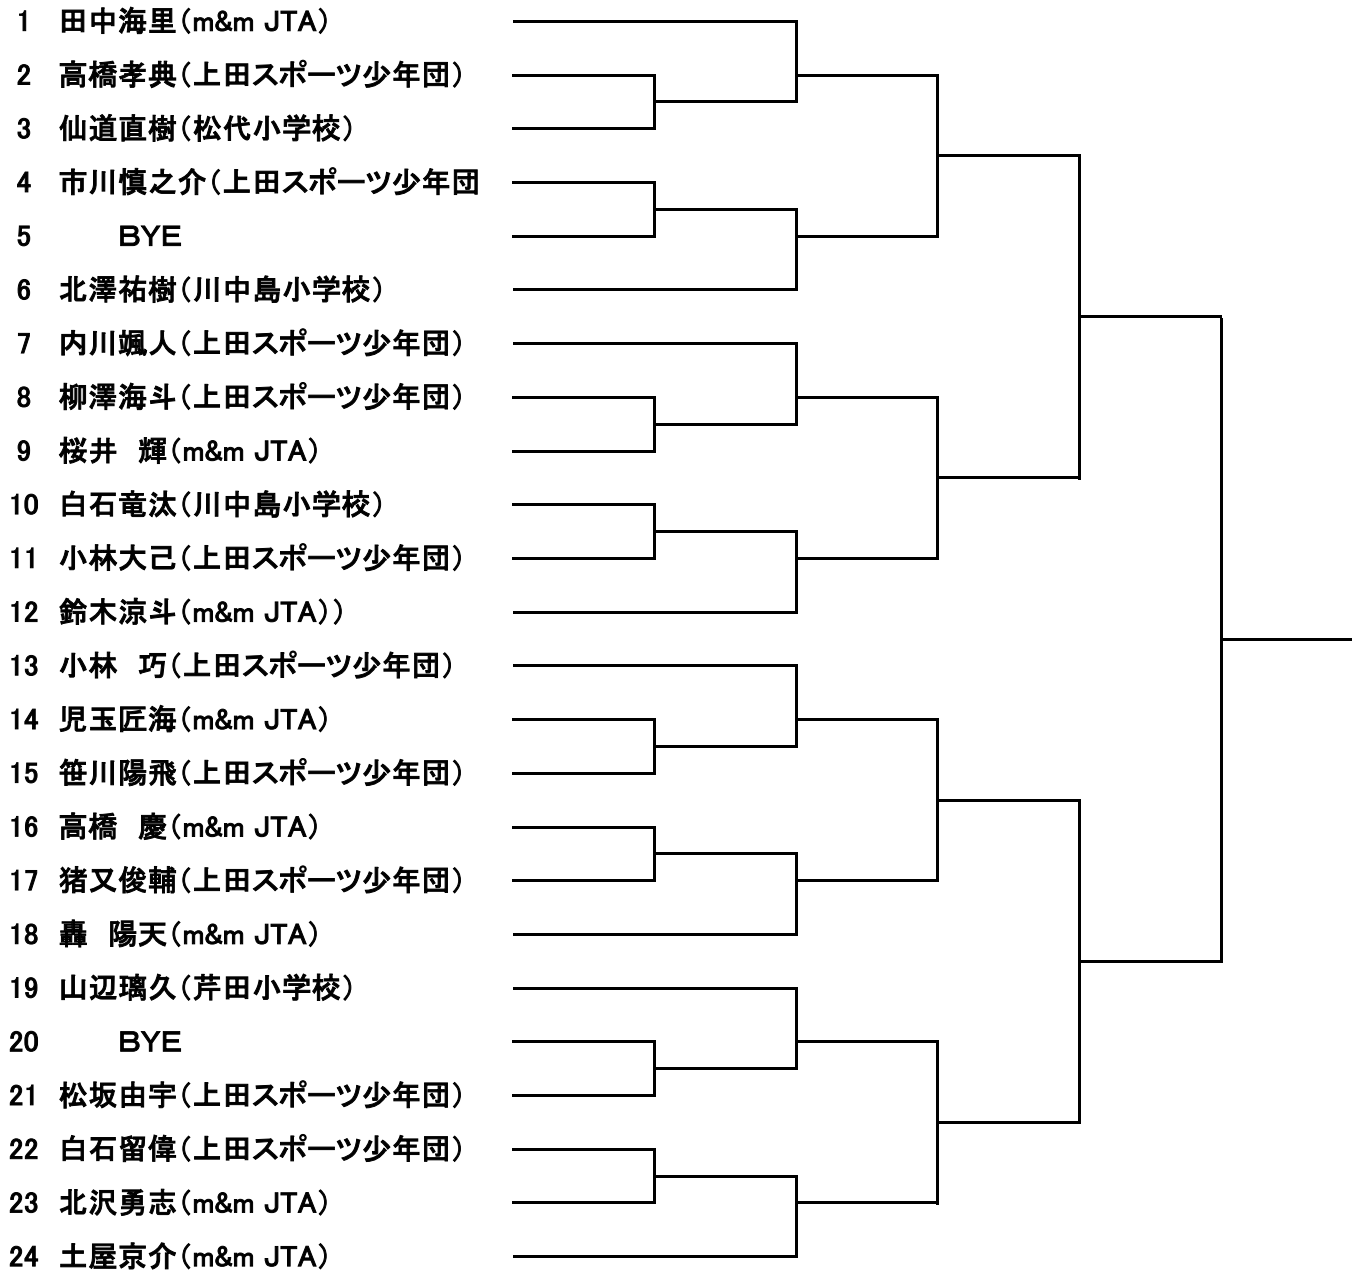 1 田中海里(m&m JTA)
2 高橋孝典(上田スポーツ少年団)
3 仙道直樹(松代小学校)
4 市川慎之介(上田スポーツ少年団
5 BYE
6 北澤祐樹(川中島小学校)
7 内川颯人(上田スポーツ少年団)
8 柳澤海斗(上田スポーツ少年団)
9 桜井 輝(m&m JTA)
10 白石竜汰(川中島小学校)
11 小林大己(上田スポーツ少年団)
12 鈴木涼斗(m&m JTA))
13 小林 巧(上田スポーツ少年団)
14 児玉匠海(m&m JTA)
15 笹川陽飛(上田スポーツ少年団)
16 高橋 慶(m&m JTA)
17 猪又俊輔(上田スポーツ少年団)
18 轟 陽天(m&m JTA)
19 山辺璃久(芹田小学校)
20 BYE
21 松坂由宇(上田スポーツ少年団)
22 白石留偉(上田スポーツ少年団)
23 北沢勇志(m&m JTA)
24 土屋京介(m&m JTA)